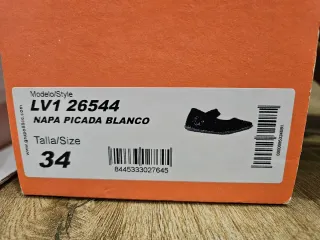 Modelo/Style
LV1 26544
NAPA PICADA BLANCO
Talla/Size
34
8445333027645